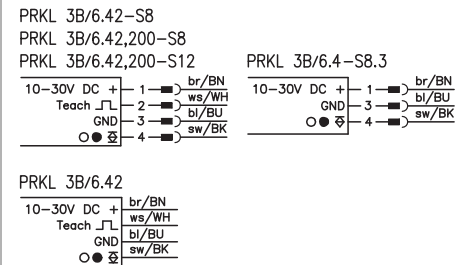 PRKL 3B/6.42-S8
PRKL 3B/6.42,200-S8
PRKL 3B/6.42,200-S12
10-30V DC + 1 br/BN
Teach 2 ws/WH
GND 3 bl/BU
4 sw/BK
PRKL 3B/6.4-S8.3
10-30V DC + 1 br/BN
GND 3 bl/BU
4 sw/BK
PRKL 3B/6.42
10-30V DC + br/BN
Teach ws/WH
GND bl/BU
sw/BK